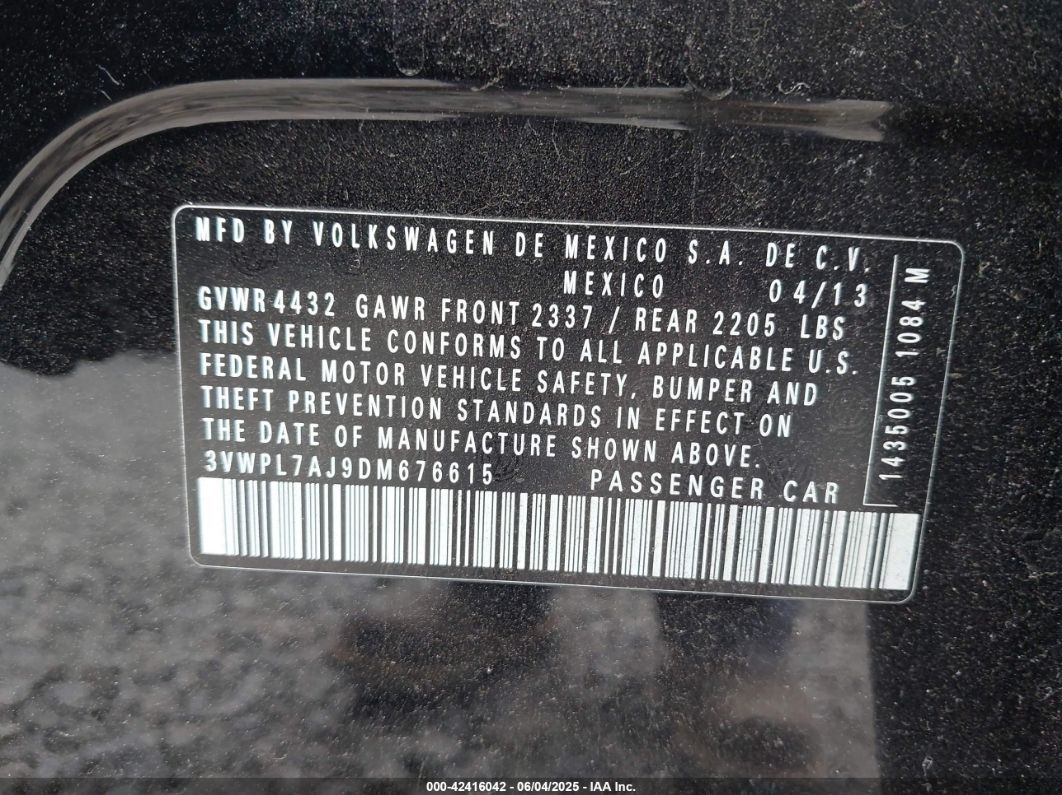 MFD BY VOLKSWAGEN DE MEXICO S.A. DE C.V.
MEXICO 04/13
GVWR 4432 GAWR FRONT 2337 / REAR 2205 LBS
THIS VEHICLE CONFORMS TO ALL APPLICABLE U.S.
FEDERAL MOTOR VEHICLE SAFETY, BUMPER AND
THEFT PREVENTION STANDARDS IN EFFECT ON
THE DATE OF MANUFACTURE SHOWN ABOVE.
3VWPL7AJ9DM676615 PASSENGER CAR
1435005 1084 M
000-42416042 - 06/04/2025 - IAA Inc.